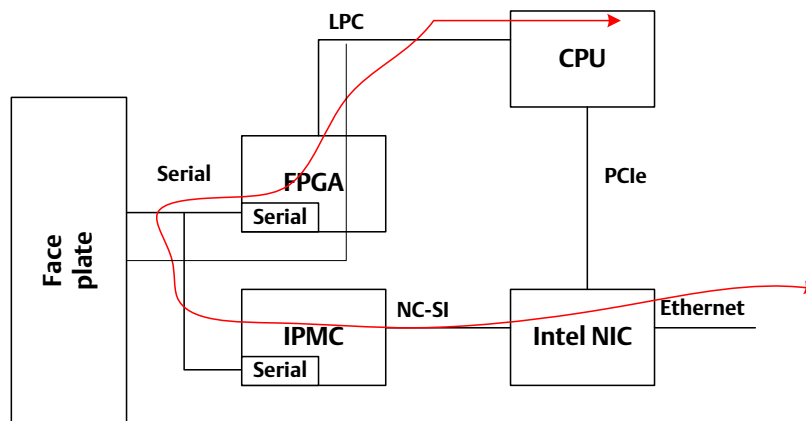 LPC
CPU
Serial
FPGA
Serial
PCIe
Face
plate
NC-SI
Ethernet
IPMC
Intel NIC
Serial